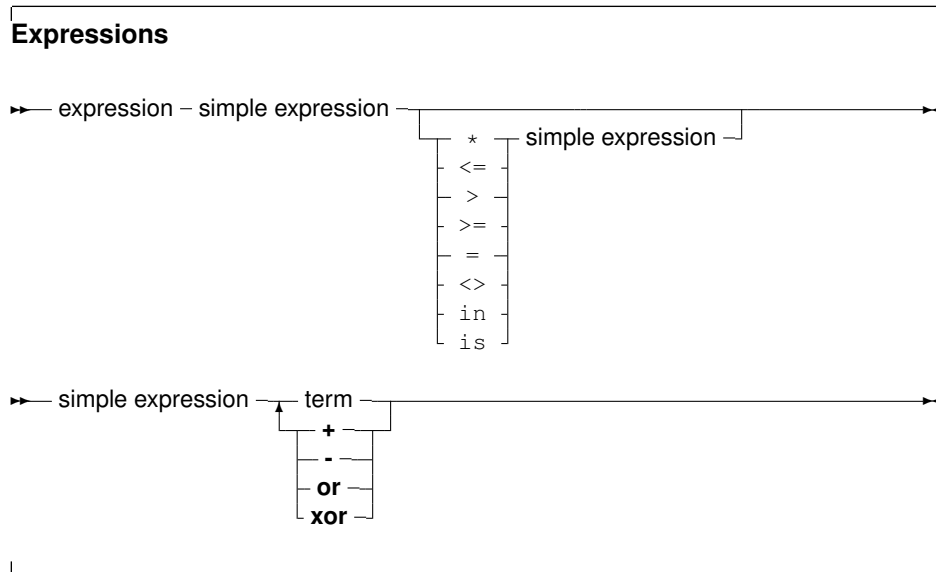 Expressions
expression simple expression
* simple expression
<=
>
>=
=
<>
in
is
simple expression term
+
-
or
xor